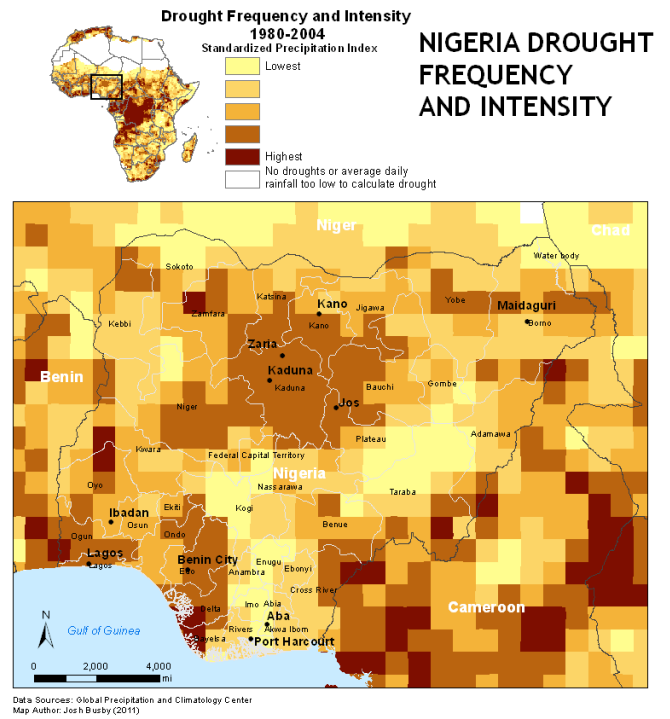 Drought Frequency and Intensity
1980-2004
Standardized Precipitation Index
Lowest
Highest
No droughts or average daily
rainfall too low to calculate drought
NIGERIA DROUGHT
FREQUENCY
AND INTENSITY
Niger
Chad
Water body
Sokoto
Katsina
Kano
Jigawa
Yobe
Maidaguri
Zamfara
Kebbi
Kano
Borno
Zaria
Kaduna
Benin
Kaduna
Bauchi
Gombe
Niger
Jos
Plateau
Adamawa
Kwara
Federal Capital Territory
Nigeria
Oyo
Nassarawa
Taraba
Kogi
Ibadan
Ekiti
Osun
Benue
Ogun
Ondo
Lagos
Lagos
Benin City
Edo
Enugu
Anambra
Ebonyi
Cross River
Delta
Imo
Abia
Cameroon
Aba
Rivers
Akwa Ibom
Bayelsa
Port Harcourt
N
Gulf of Guinea
0
2,000
4,000
mi
Data Sources: Global Precipitation and Climatology Center
Map Author: Josh Busby (2011)